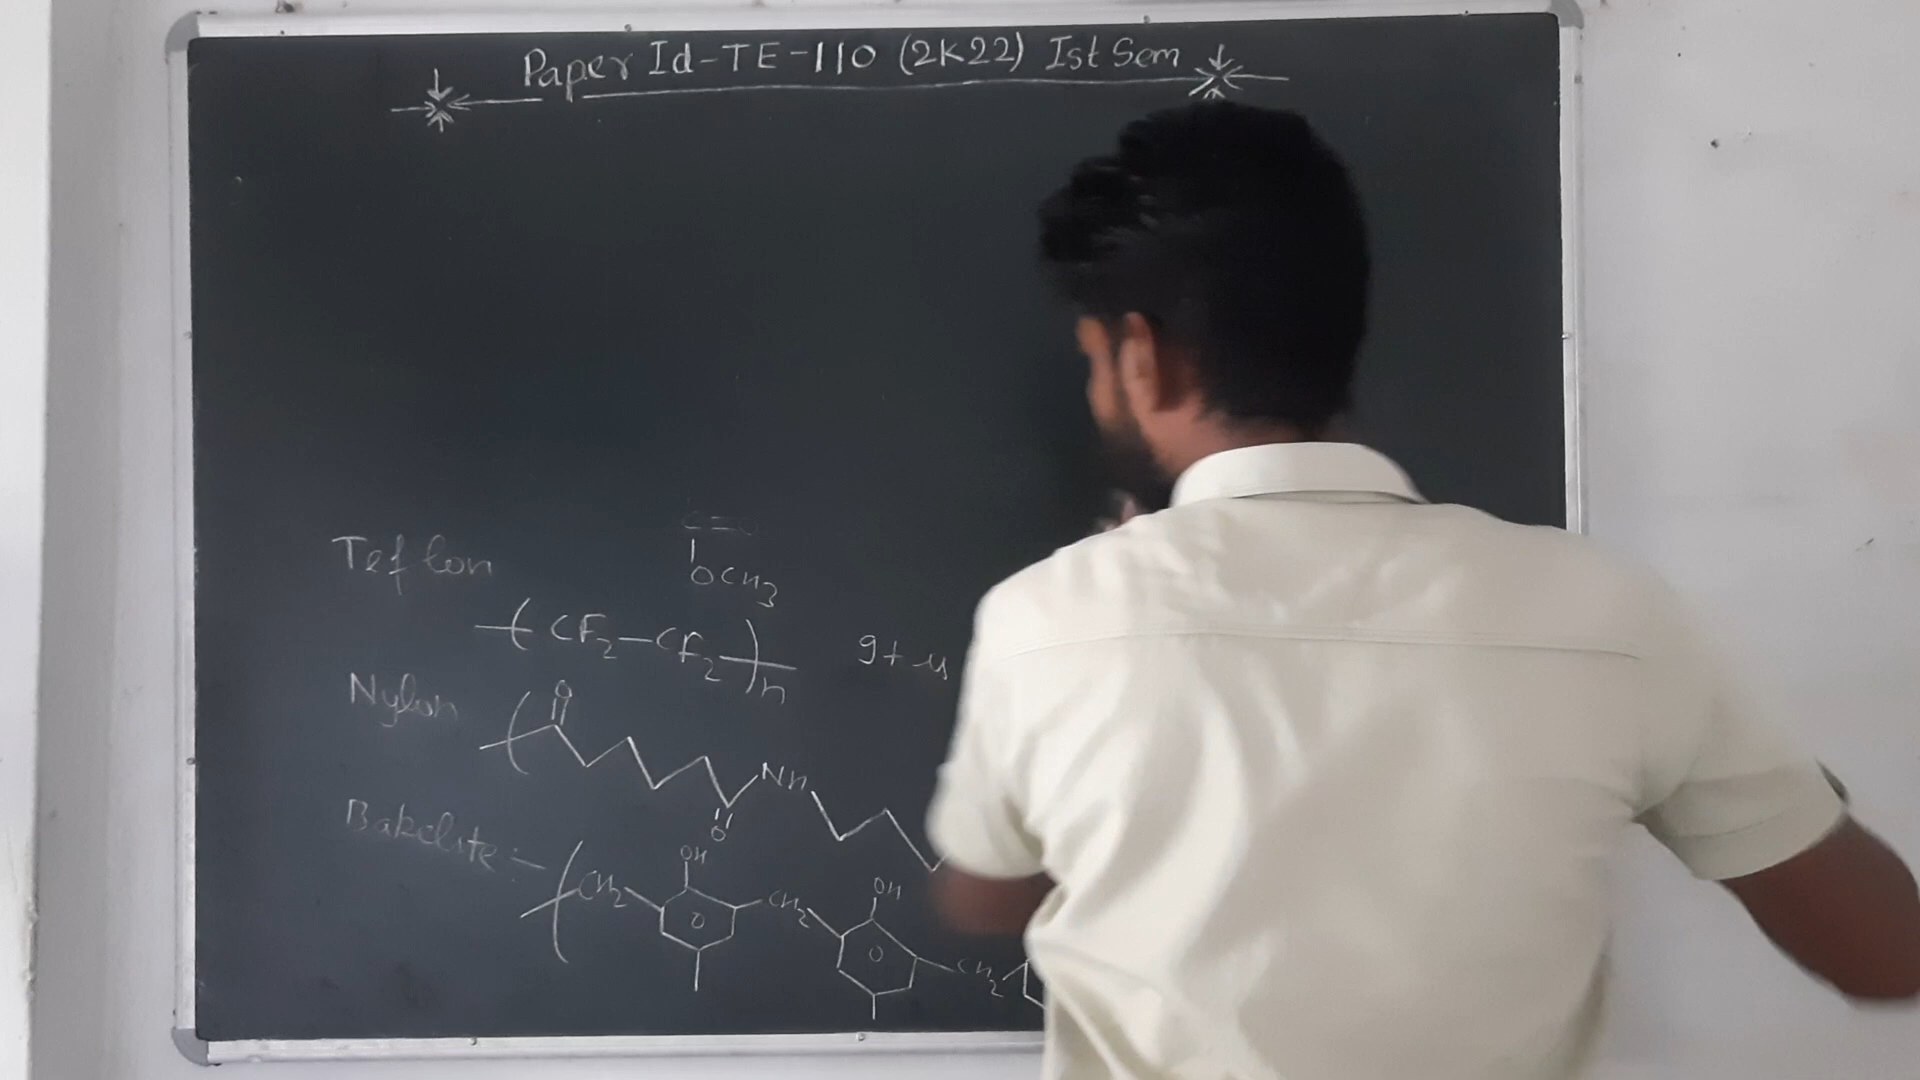 Paper Id-TE-110 (2K22) Ist Sem
C=O
OCH3
Teflon
(CF2-CF2)n
9+ us
Nylon
O
NH
O
Bakelite :-
OH
OH
CH2
CH2
CH2